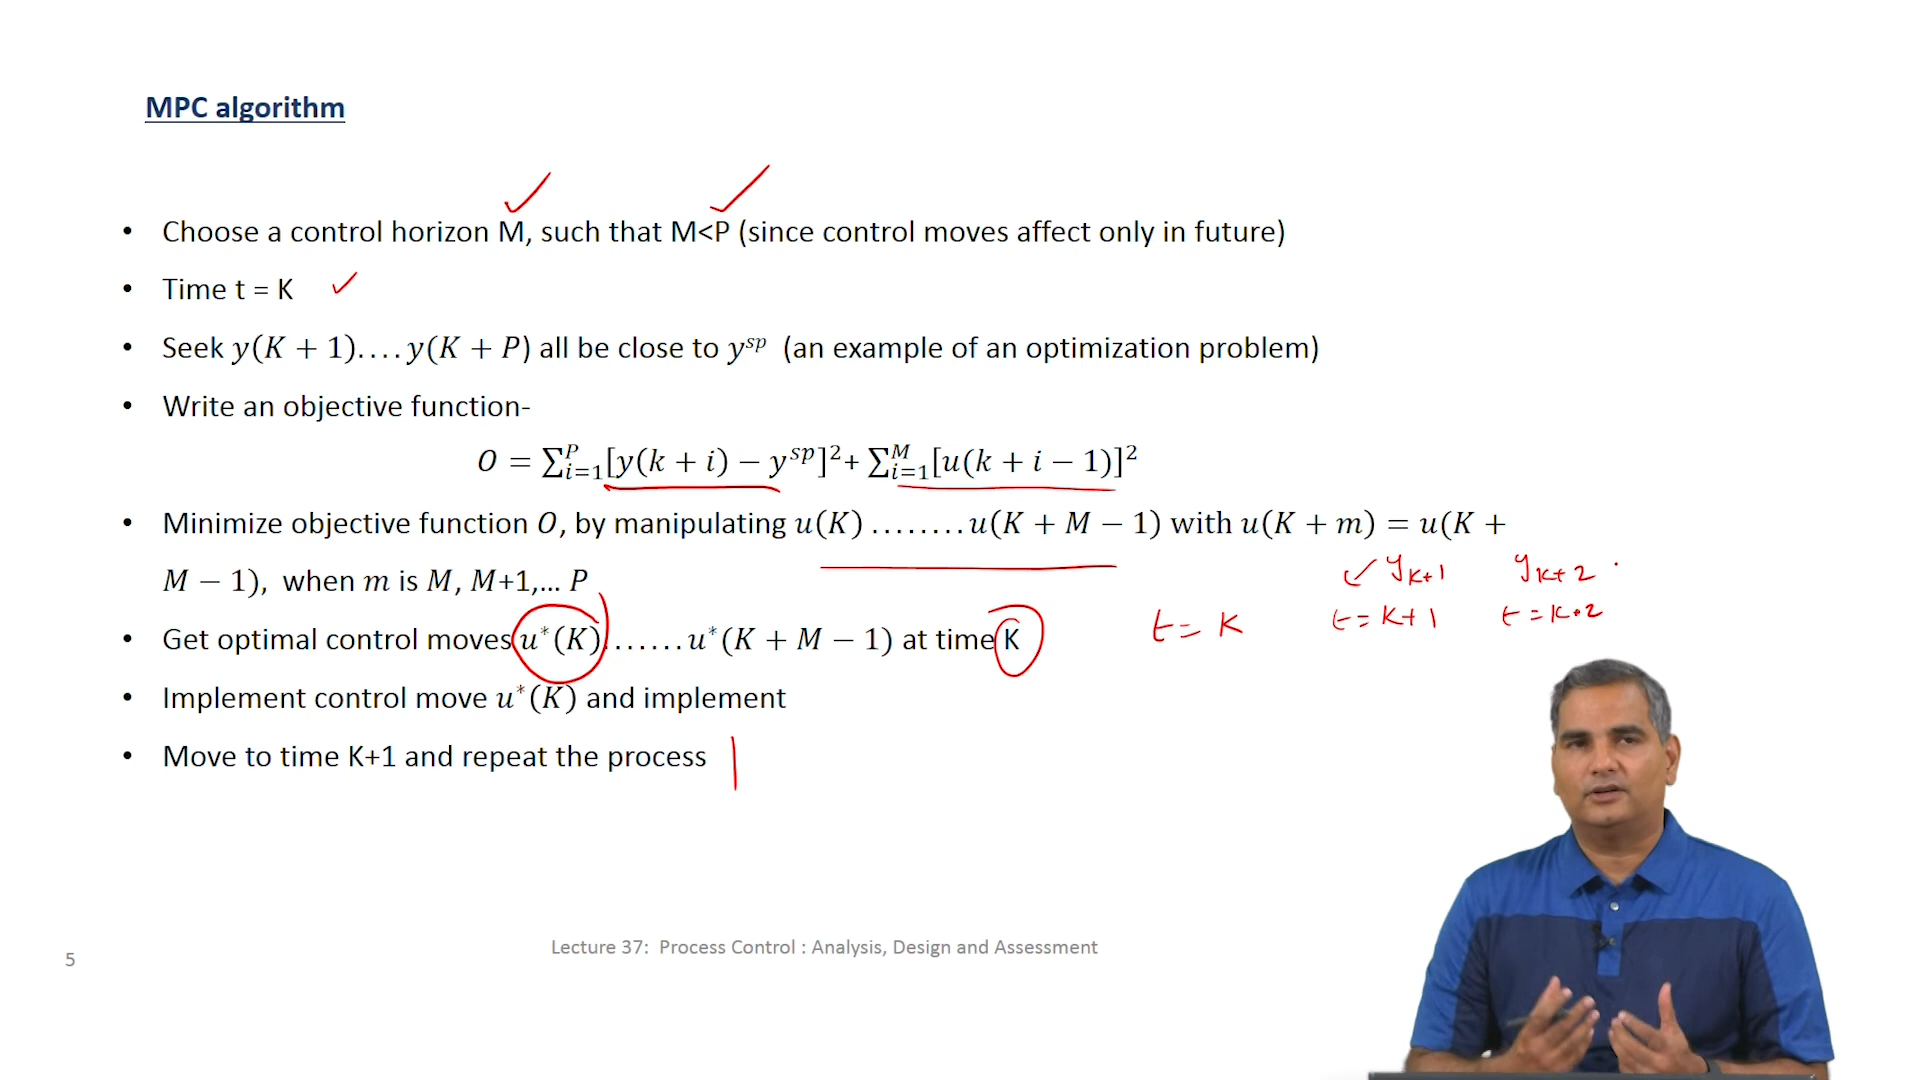 MPC algorithm
• Choose a control horizon M, such that M<P (since control moves affect only in future)
• Time t = K
• Seek y(K + 1)....y(K + P) all be close to y^sp (an example of an optimization problem)
• Write an objective function-
O = ∑_{i=1}^{P}[y(k + i) − y^sp]^2+ ∑_{i=1}^{M}[u(k + i − 1)]^2
• Minimize objective function O, by manipulating u(K) ........u(K + M − 1) with u(K + m) = u(K +
M − 1), when m is M, M+1,... P
y_{K+1} y_{K+2}
t = K t = K+1 t = K+2
• Get optimal control moves u*(K).......u*(K + M − 1) at time K
• Implement control move u*(K) and implement
• Move to time K+1 and repeat the process
5
Lecture 37: Process Control : Analysis, Design and Assessment